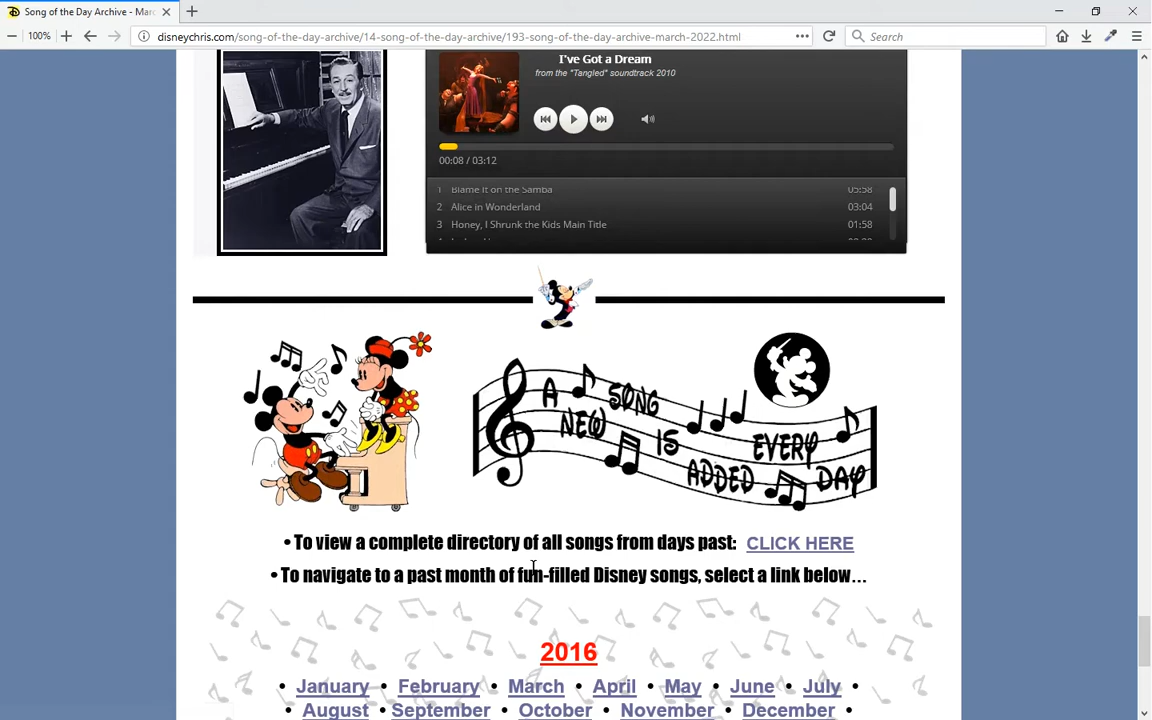 Song of the Day Archive - Marc
100%
disneychris.com/song-of-the-day-archive/14-song-of-the-day-archive/193-song-of-the-day-archive-march-2022.html
Search
I've Got a Dream
from the "Tangled" soundtrack 2010
00:08 / 03:12
1 Blame It on the Samba 05:58
2 Alice in Wonderland 03:04
3 Honey, I Shrunk the Kids Main Title 01:58
A SONG
NEW IS EVERY
ADDED DAY
• To view a complete directory of all songs from days past: CLICK HERE
• To navigate to a past month of fun-filled Disney songs, select a link below...
2016
• January • February • March • April • May • June • July •
• August • September • October • November • December •